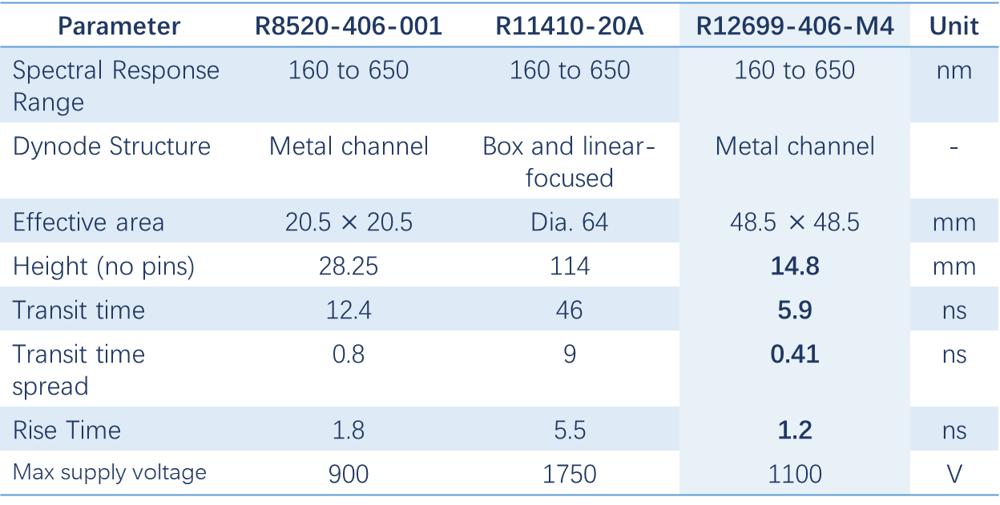 Parameter R8520-406-001 R11410-20A R12699-406-M4 Unit
Spectral Response 160 to 650 160 to 650 160 to 650 nm
Range
Dynode Structure Metal channel Box and linear- Metal channel -
focused
Effective area 20.5 × 20.5 Dia. 64 48.5 × 48.5 mm
Height (no pins) 28.25 114 14.8 mm
Transit time 12.4 46 5.9 ns
Transit time 0.8 9 0.41 ns
spread
Rise Time 1.8 5.5 1.2 ns
Max supply voltage 900 1750 1100 V